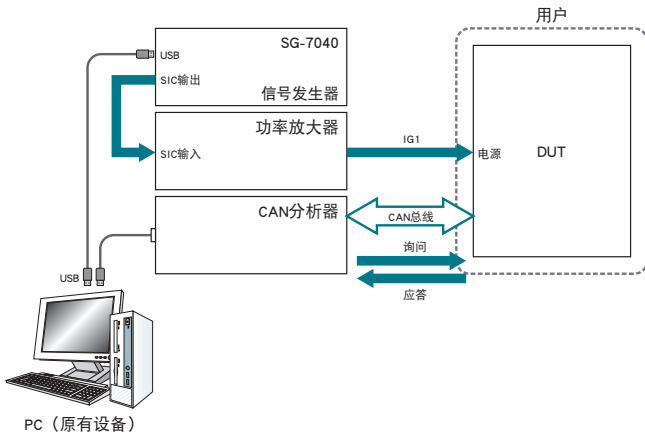 用户
SG-7040
USB
SIC输出
信号发生器
功率放大器
SIC输入
IG1
电源
DUT
CAN分析器
CAN总线
询问
应答
USB
PC（原有设备）